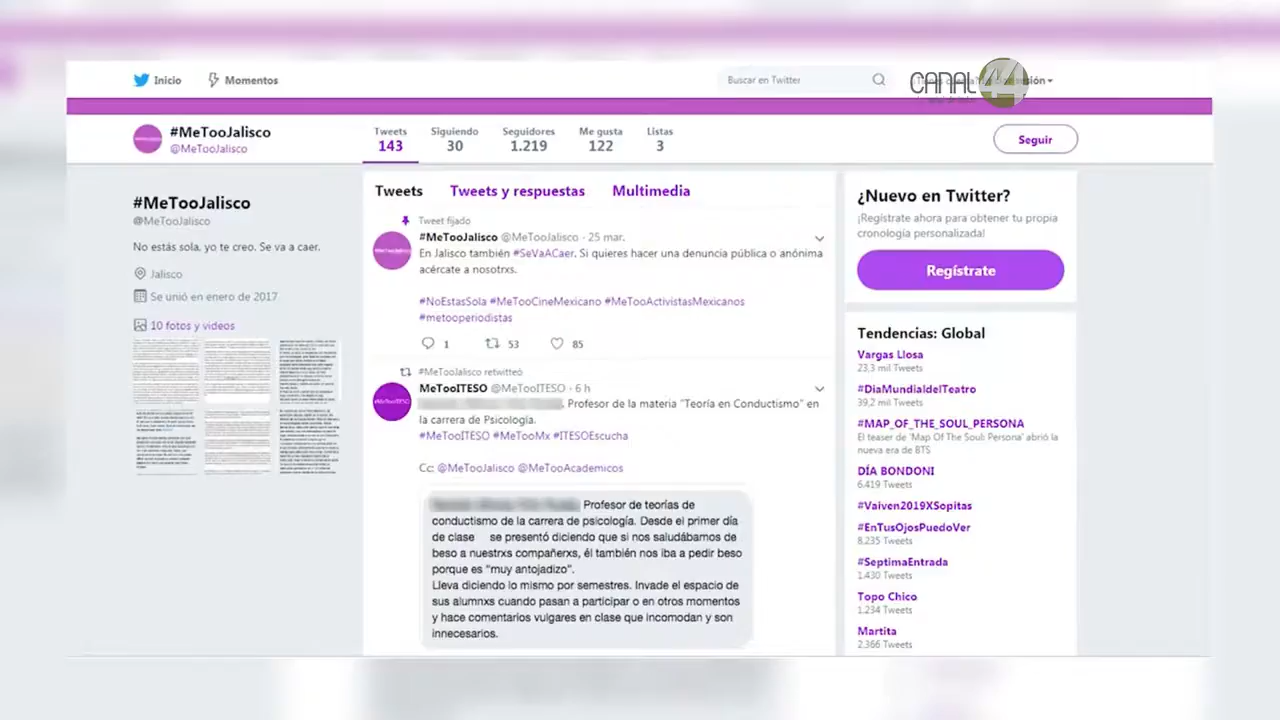 Inicio
Momentos
Buscar en Twitter
CANAL 44
#MeTooJalisco
@MeTooJalisco
Tweets
143
Siguiendo
30
Seguidores
1.219
Me gusta
122
Listas
3
Seguir
#MeTooJalisco
@MeTooJalisco
No estás sola, yo te creo. Se va a caer.
Jalisco
Se unió en enero de 2017
10 fotos y videos
Tweets
Tweets y respuestas
Multimedia
Tweet fijado
#MeTooJalisco @MeTooJalisco · 25 mar.
En Jalisco también #SeVaACaer. Si quieres hacer una denuncia pública o anónima
acércate a nosotrxs.
#NoEstasSola #MeTooCineMexicano #MeTooActivistasMexicanos
#metooperiodistas
1
53
85
#MeTooJalisco retwitteó
MeTooITESO @MeTooITESO · 6 h
. Profesor de la materia "Teoría en Conductismo" en
la carrera de Psicología.
#MeTooITESO #MeTooMx #ITESOEscucha
Cc: @MeTooJalisco @MeTooAcademicos
Profesor de teorías de
conductismo de la carrera de psicología. Desde el primer día
de clase se presentó diciendo que si nos saludábamos de
beso a nuestrxs compañerxs, él también nos iba a pedir beso
porque es "muy antojadizo".
Lleva diciendo lo mismo por semestres. Invade el espacio de
sus alumnxs cuando pasan a participar o en otros momentos
y hace comentarios vulgares en clase que incomodan y son
innecesarios.
¿Nuevo en Twitter?
¡Regístrate ahora para obtener tu propia
cronología personalizada!
Regístrate
Tendencias: Global
Vargas Llosa
23,3 mil Tweets
#DiaMundialdelTeatro
39,2 mil Tweets
#MAP_OF_THE_SOUL_PERSONA
El teaser de 'Map Of The Soul: Persona' abrió la
nueva era de BTS
DÍA BONDONI
6.419 Tweets
#Vaiven2019XSopitas
#EnTusOjosPuedoVer
8.235 Tweets
#SeptimaEntrada
1.430 Tweets
Topo Chico
1.234 Tweets
Martita
2.366 Tweets